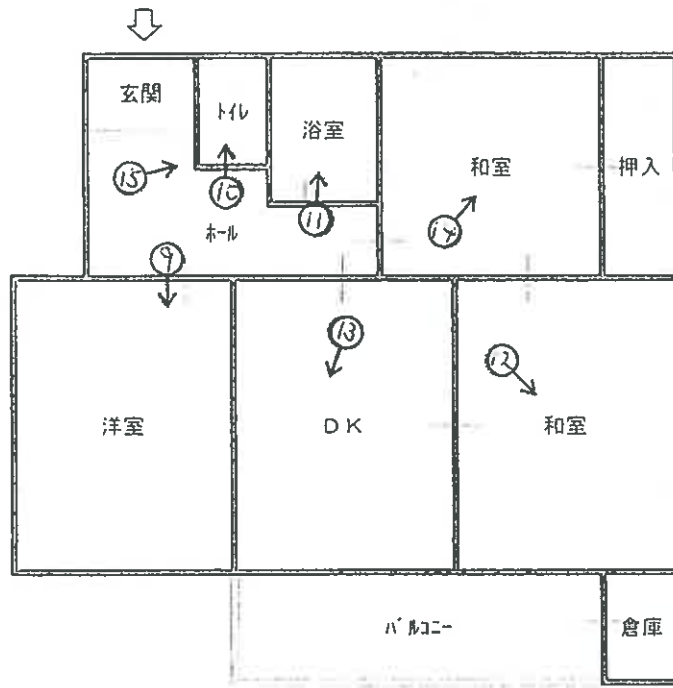 玄関
トイレ
浴室
和室
押入
⑮
⑩
⑪
⑭
ホール
⑨
⑬
⑫
洋室
DK
和室
バルコニー
倉庫